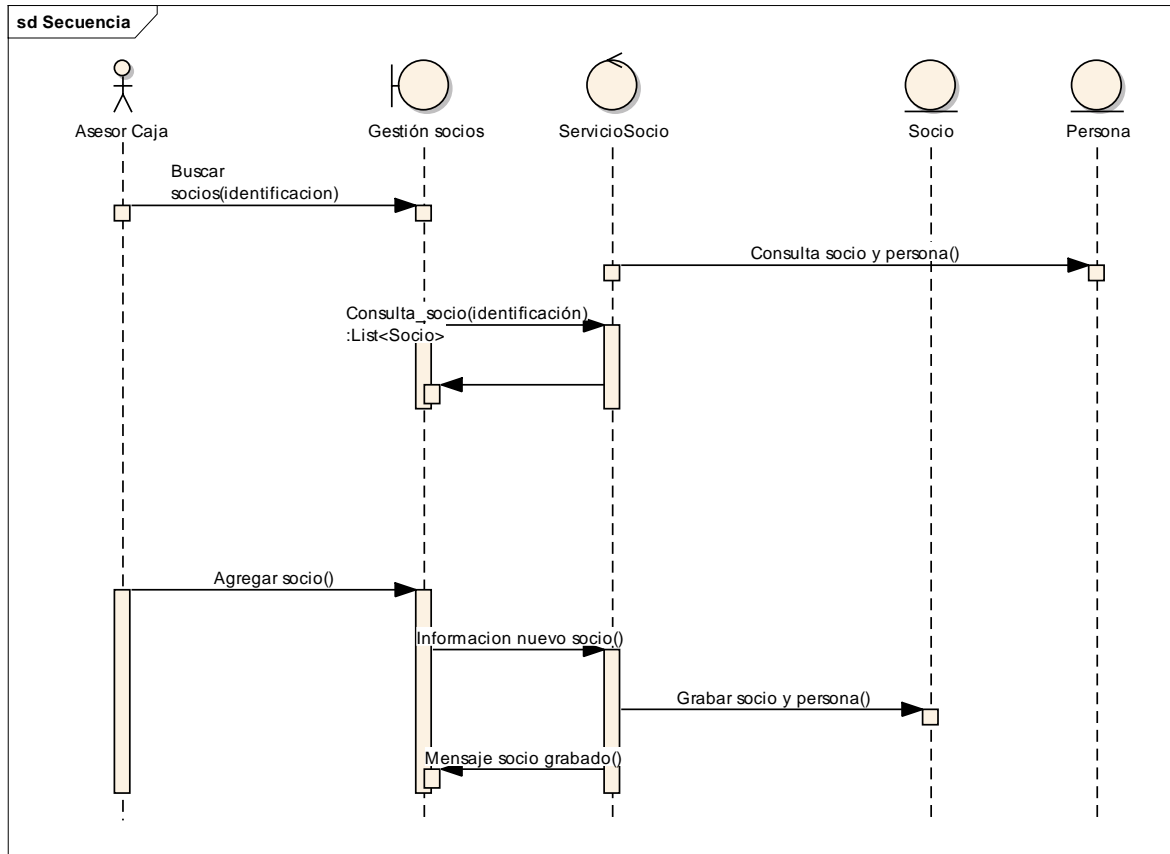 sd Secuencia
Asesor Caja
Gestión socios
ServicioSocio
Socio
Persona
Buscar
socios(identificacion)
Consulta socio y persona()
Consulta_socio(identificación)
:List<Socio>
Agregar socio()
Informacion nuevo socio()
Grabar socio y persona()
Mensaje socio grabado()